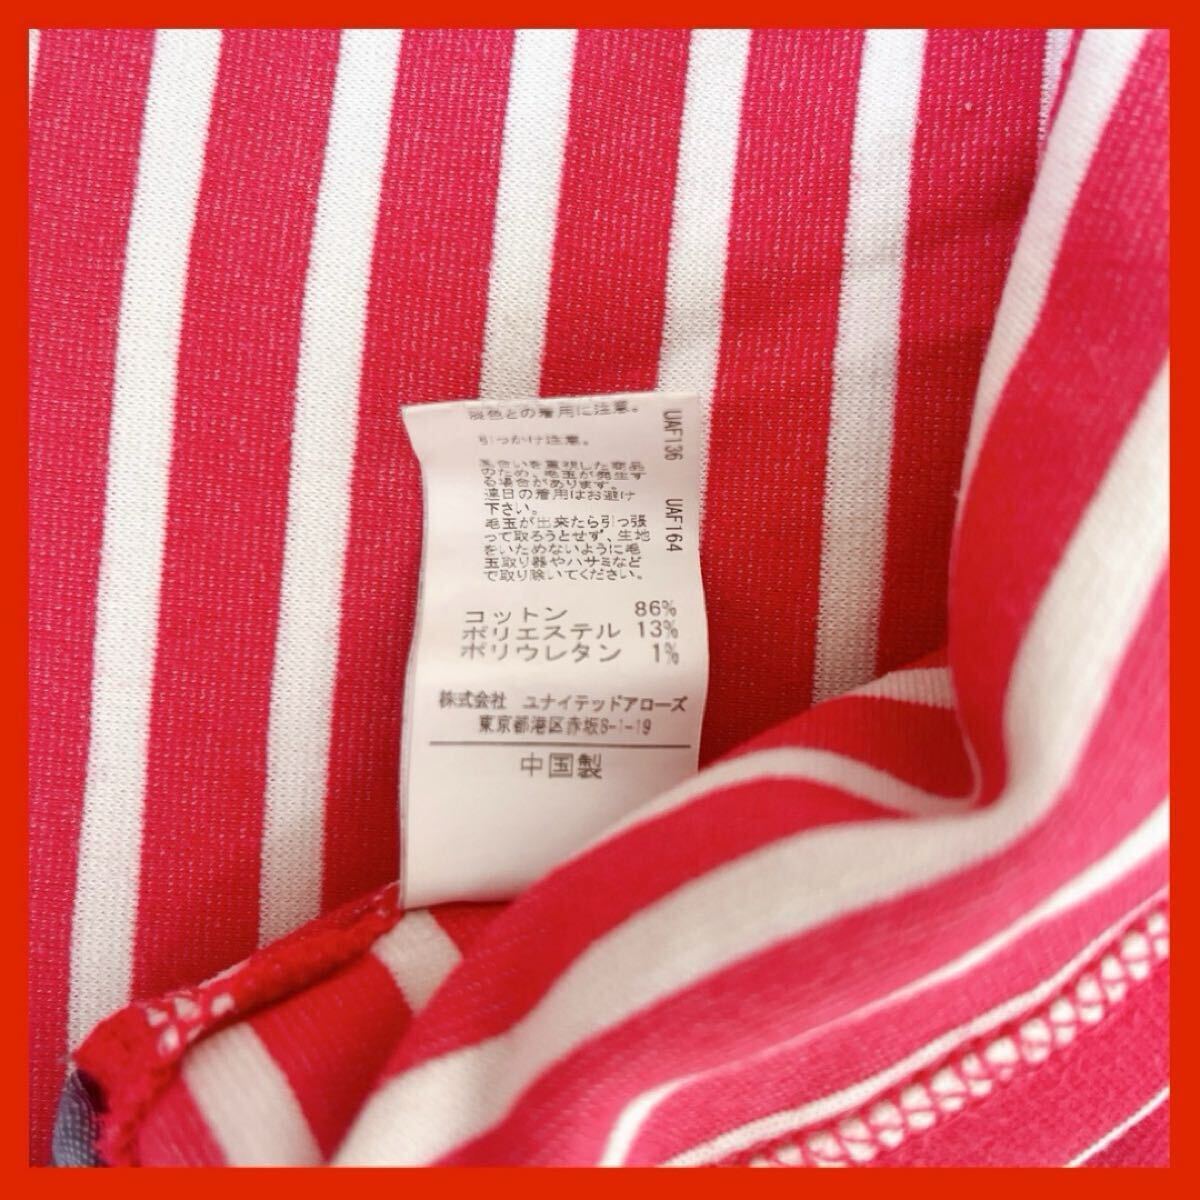 淡色との着用に注意。
引っかけ注意。
風合いを重視した商品
のため、毛玉が発生す
る場合があります。
連日の着用はお避け
下さい。
毛玉が出来たら引っ張
って取ろうとせず、生地
をいためないように毛
玉取り器やハサミなど
で取り除いてください。
UAF136 UAF164
コットン 86%
ポリエステル 13%
ポリウレタン 1%
株式会社 ユナイテッドアローズ
東京都港区赤坂8-1-19
中国製